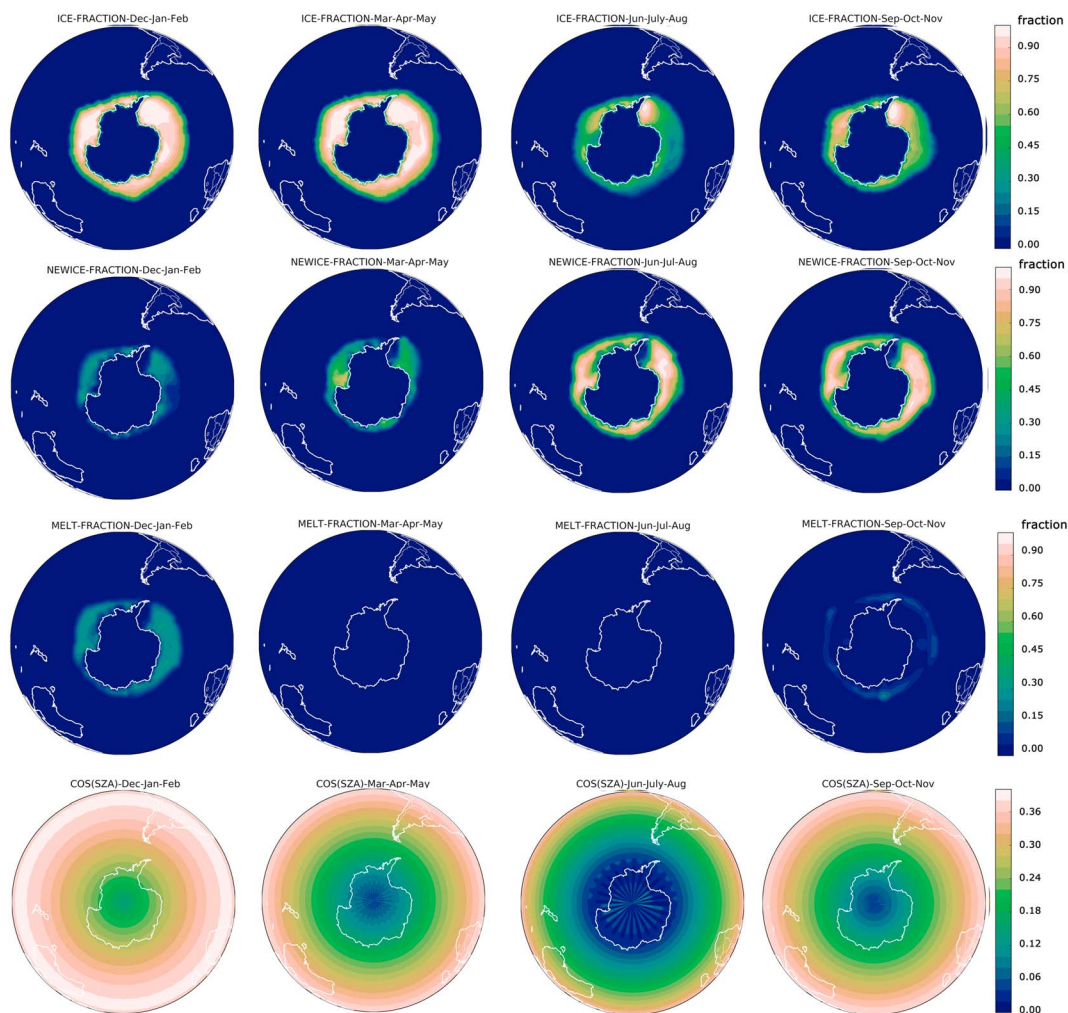 ICE-FRACTION-Dec-Jan-Feb
ICE-FRACTION-Mar-Apr-May
ICE-FRACTION-Jun-July-Aug
ICE-FRACTION-Sep-Oct-Nov
fraction
0.90
0.75
0.60
0.45
0.30
0.15
0.00
NEWICE-FRACTION-Dec-Jan-Feb
NEWICE-FRACTION-Mar-Apr-May
NEWICE-FRACTION-Jun-Jul-Aug
NEWICE-FRACTION-Sep-Oct-Nov
fraction
0.90
0.75
0.60
0.45
0.30
0.15
0.00
MELT-FRACTION-Dec-Jan-Feb
MELT-FRACTION-Mar-Apr-May
MELT-FRACTION-Jun-Jul-Aug
MELT-FRACTION-Sep-Oct-Nov
fraction
0.90
0.75
0.60
0.45
0.30
0.15
0.00
COS(SZA)-Dec-Jan-Feb
COS(SZA)-Mar-Apr-May
COS(SZA)-Jun-July-Aug
COS(SZA)-Sep-Oct-Nov
0.36
0.30
0.24
0.18
0.12
0.06
0.00